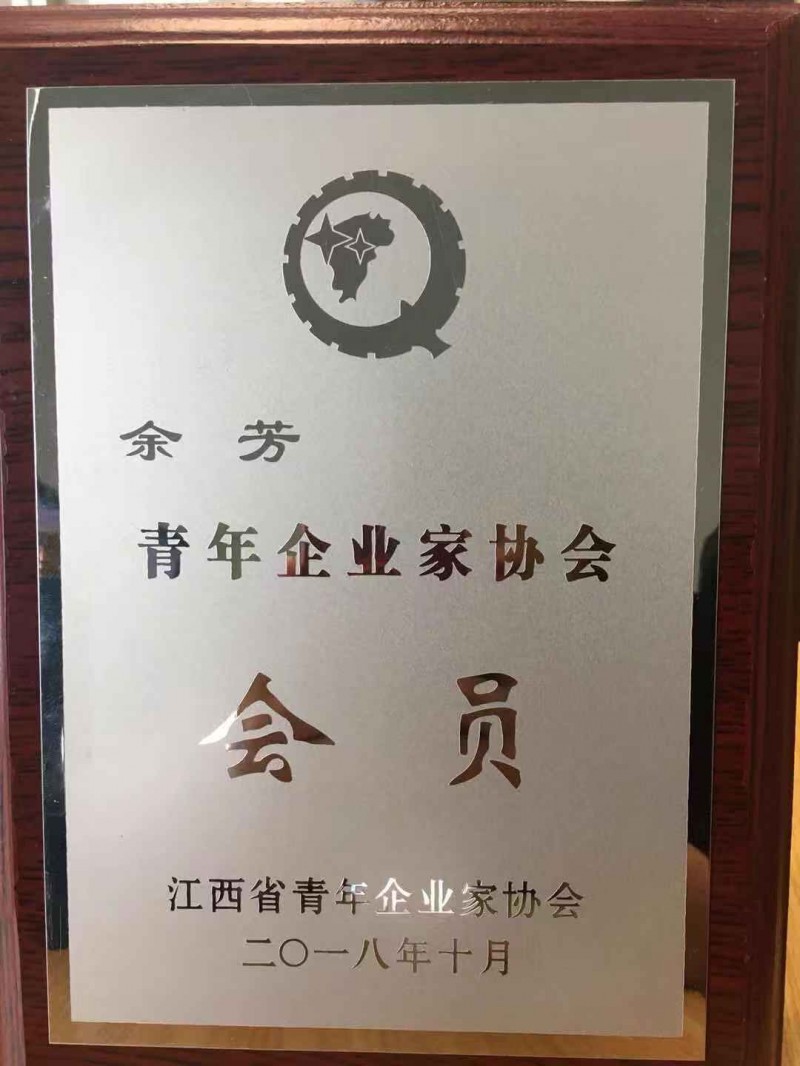 余芳
青年企业家协会
会员
江西省青年企业家协会
二〇一八年十月